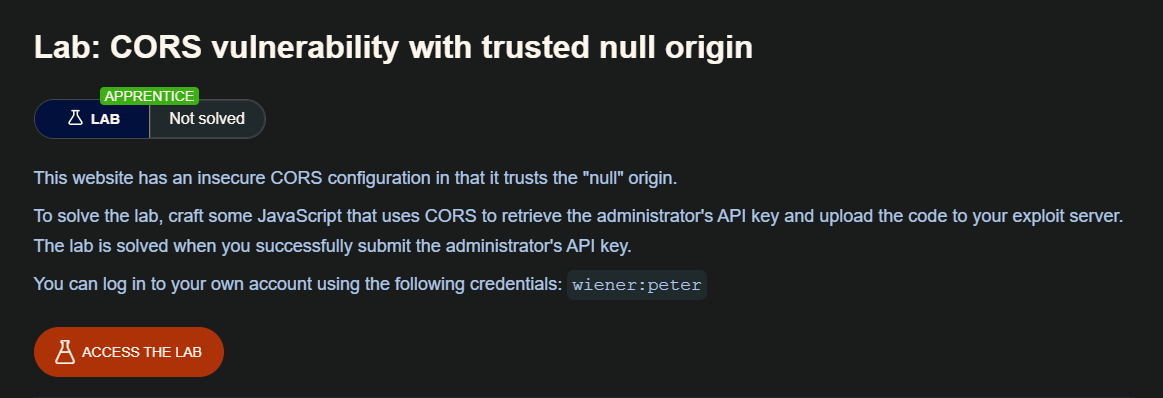 Lab: CORS vulnerability with trusted null origin
APPRENTICE
LAB Not solved
This website has an insecure CORS configuration in that it trusts the "null" origin.
To solve the lab, craft some JavaScript that uses CORS to retrieve the administrator's API key and upload the code to your exploit server.
The lab is solved when you successfully submit the administrator's API key.
You can log in to your own account using the following credentials: wiener:peter
ACCESS THE LAB